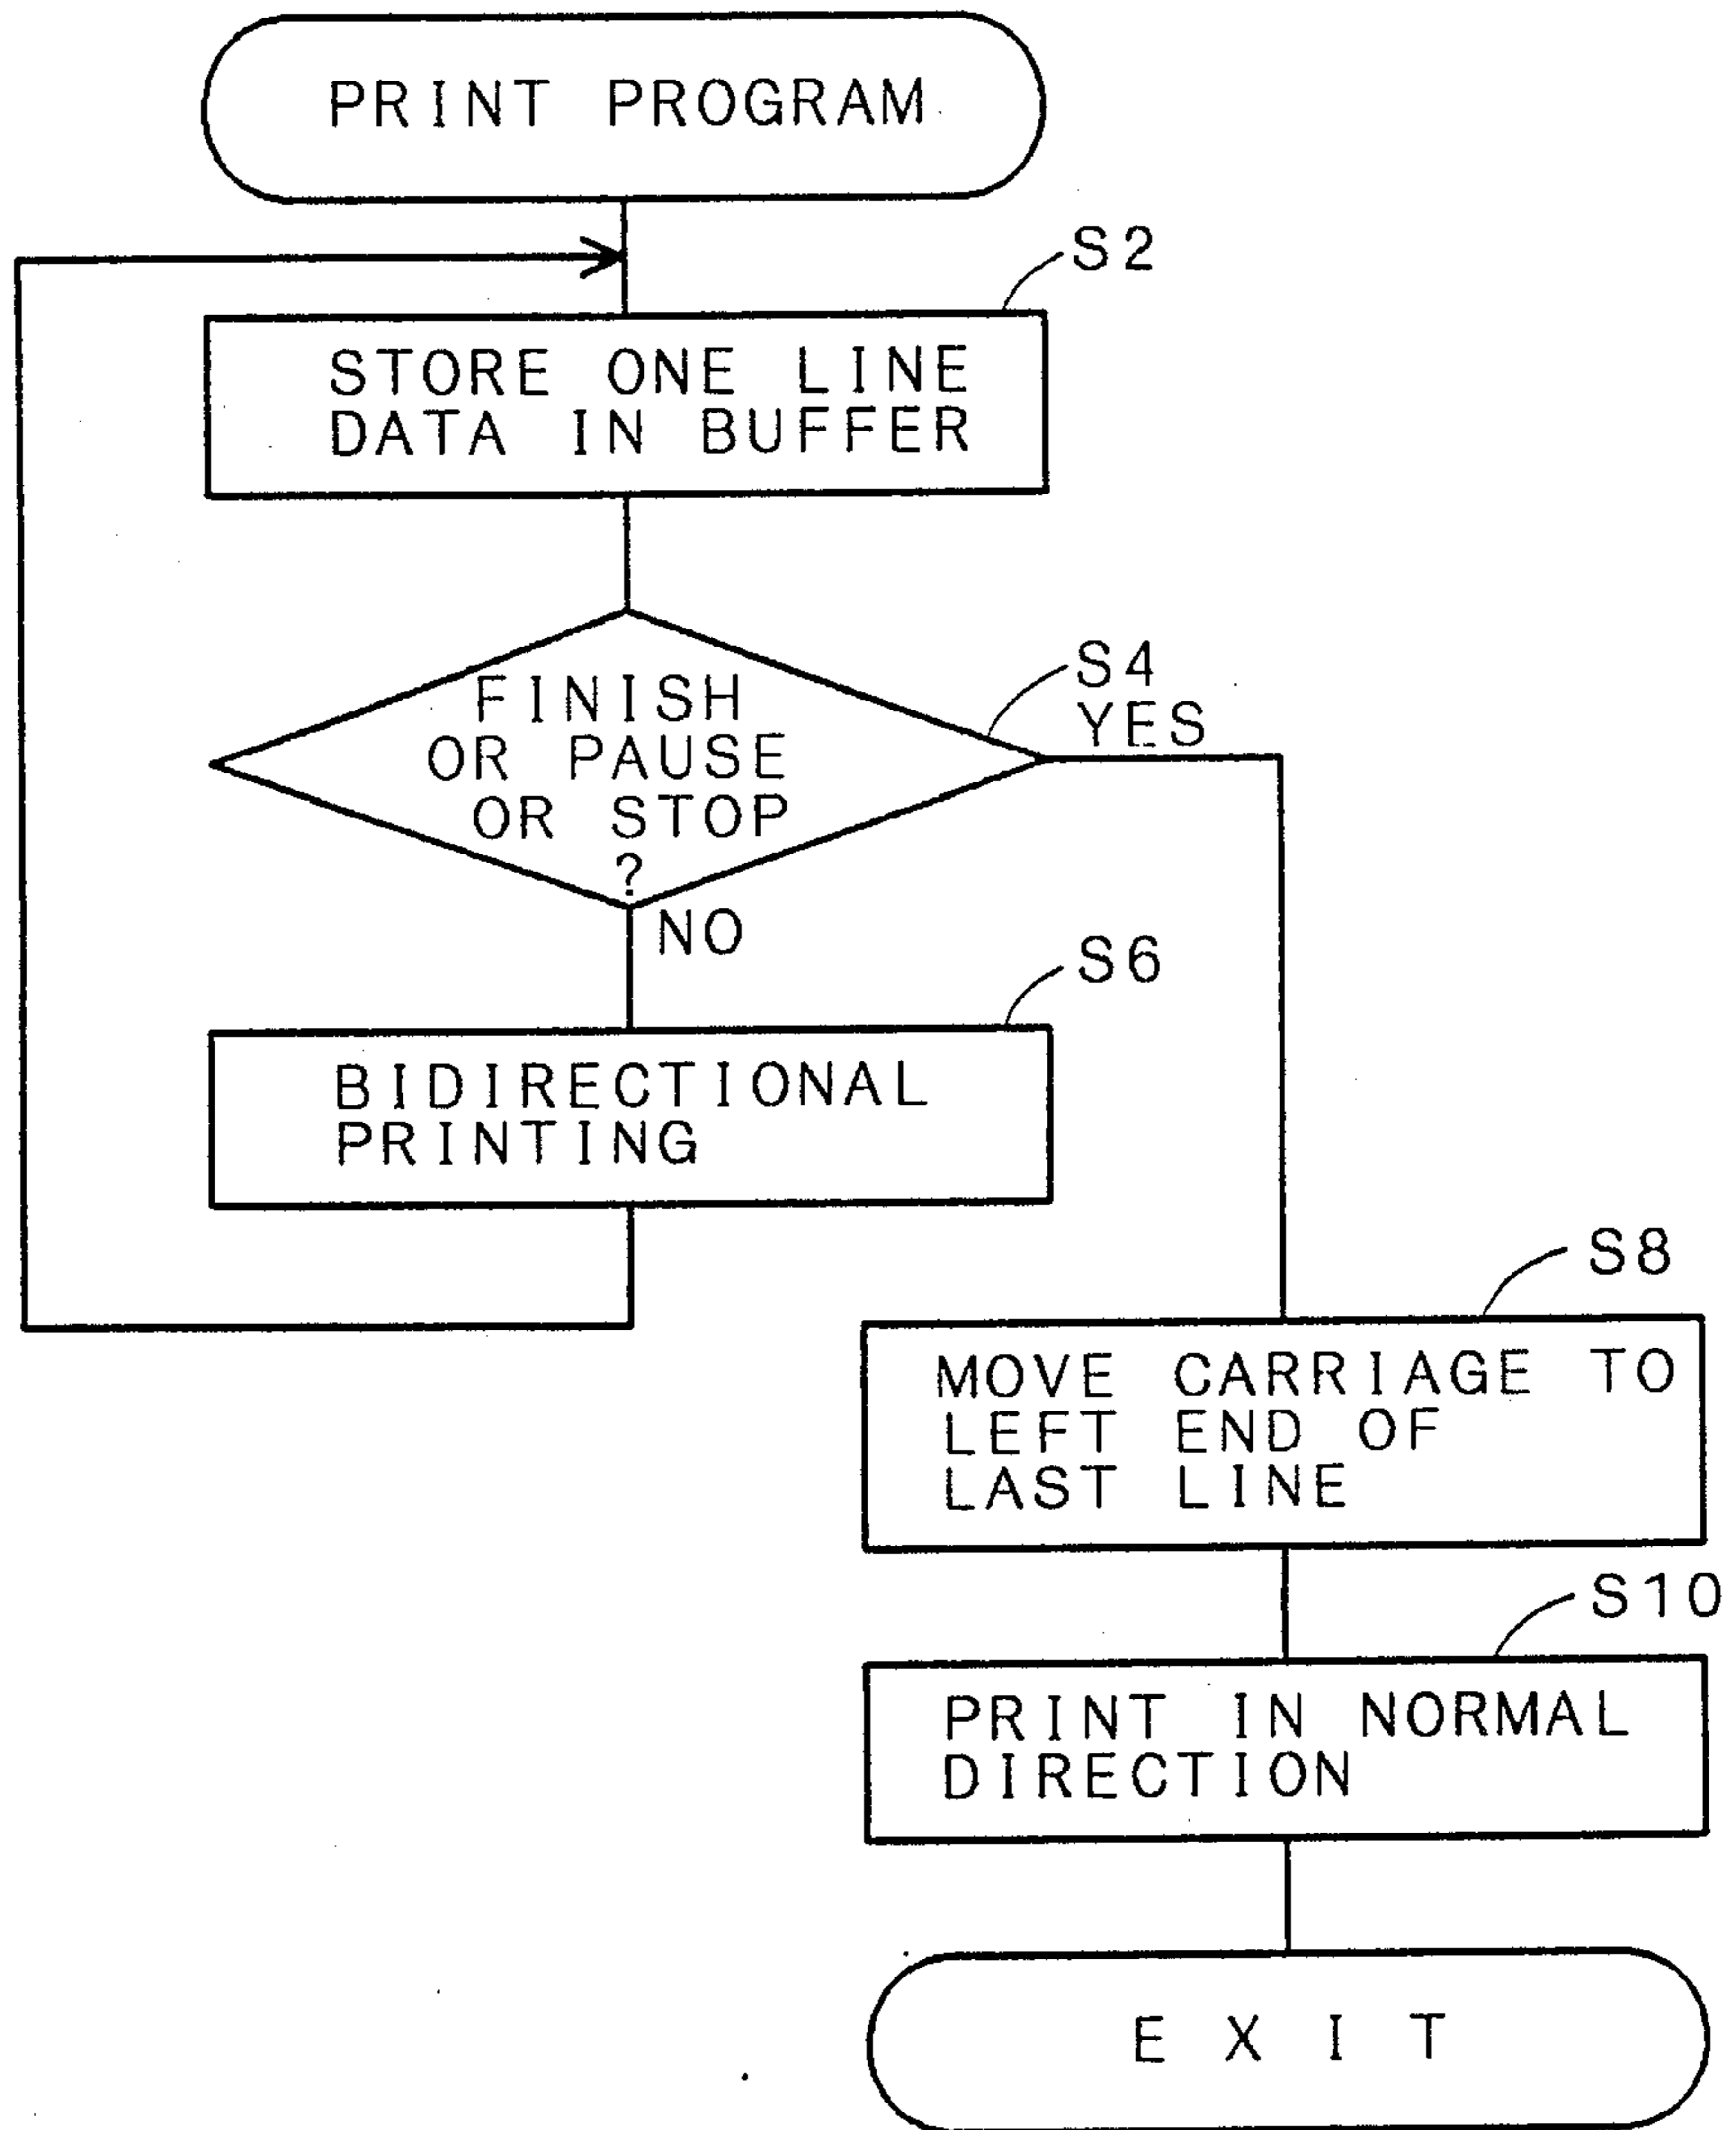 PRINT PROGRAM
S2
STORE ONE LINE
DATA IN BUFFER
S4
YES
FINISH
OR PAUSE
OR STOP
?
NO
S6
BIDIRECTIONAL
PRINTING
S8
MOVE CARRIAGE TO
LEFT END OF
LAST LINE
S10
PRINT IN NORMAL
DIRECTION
EXIT